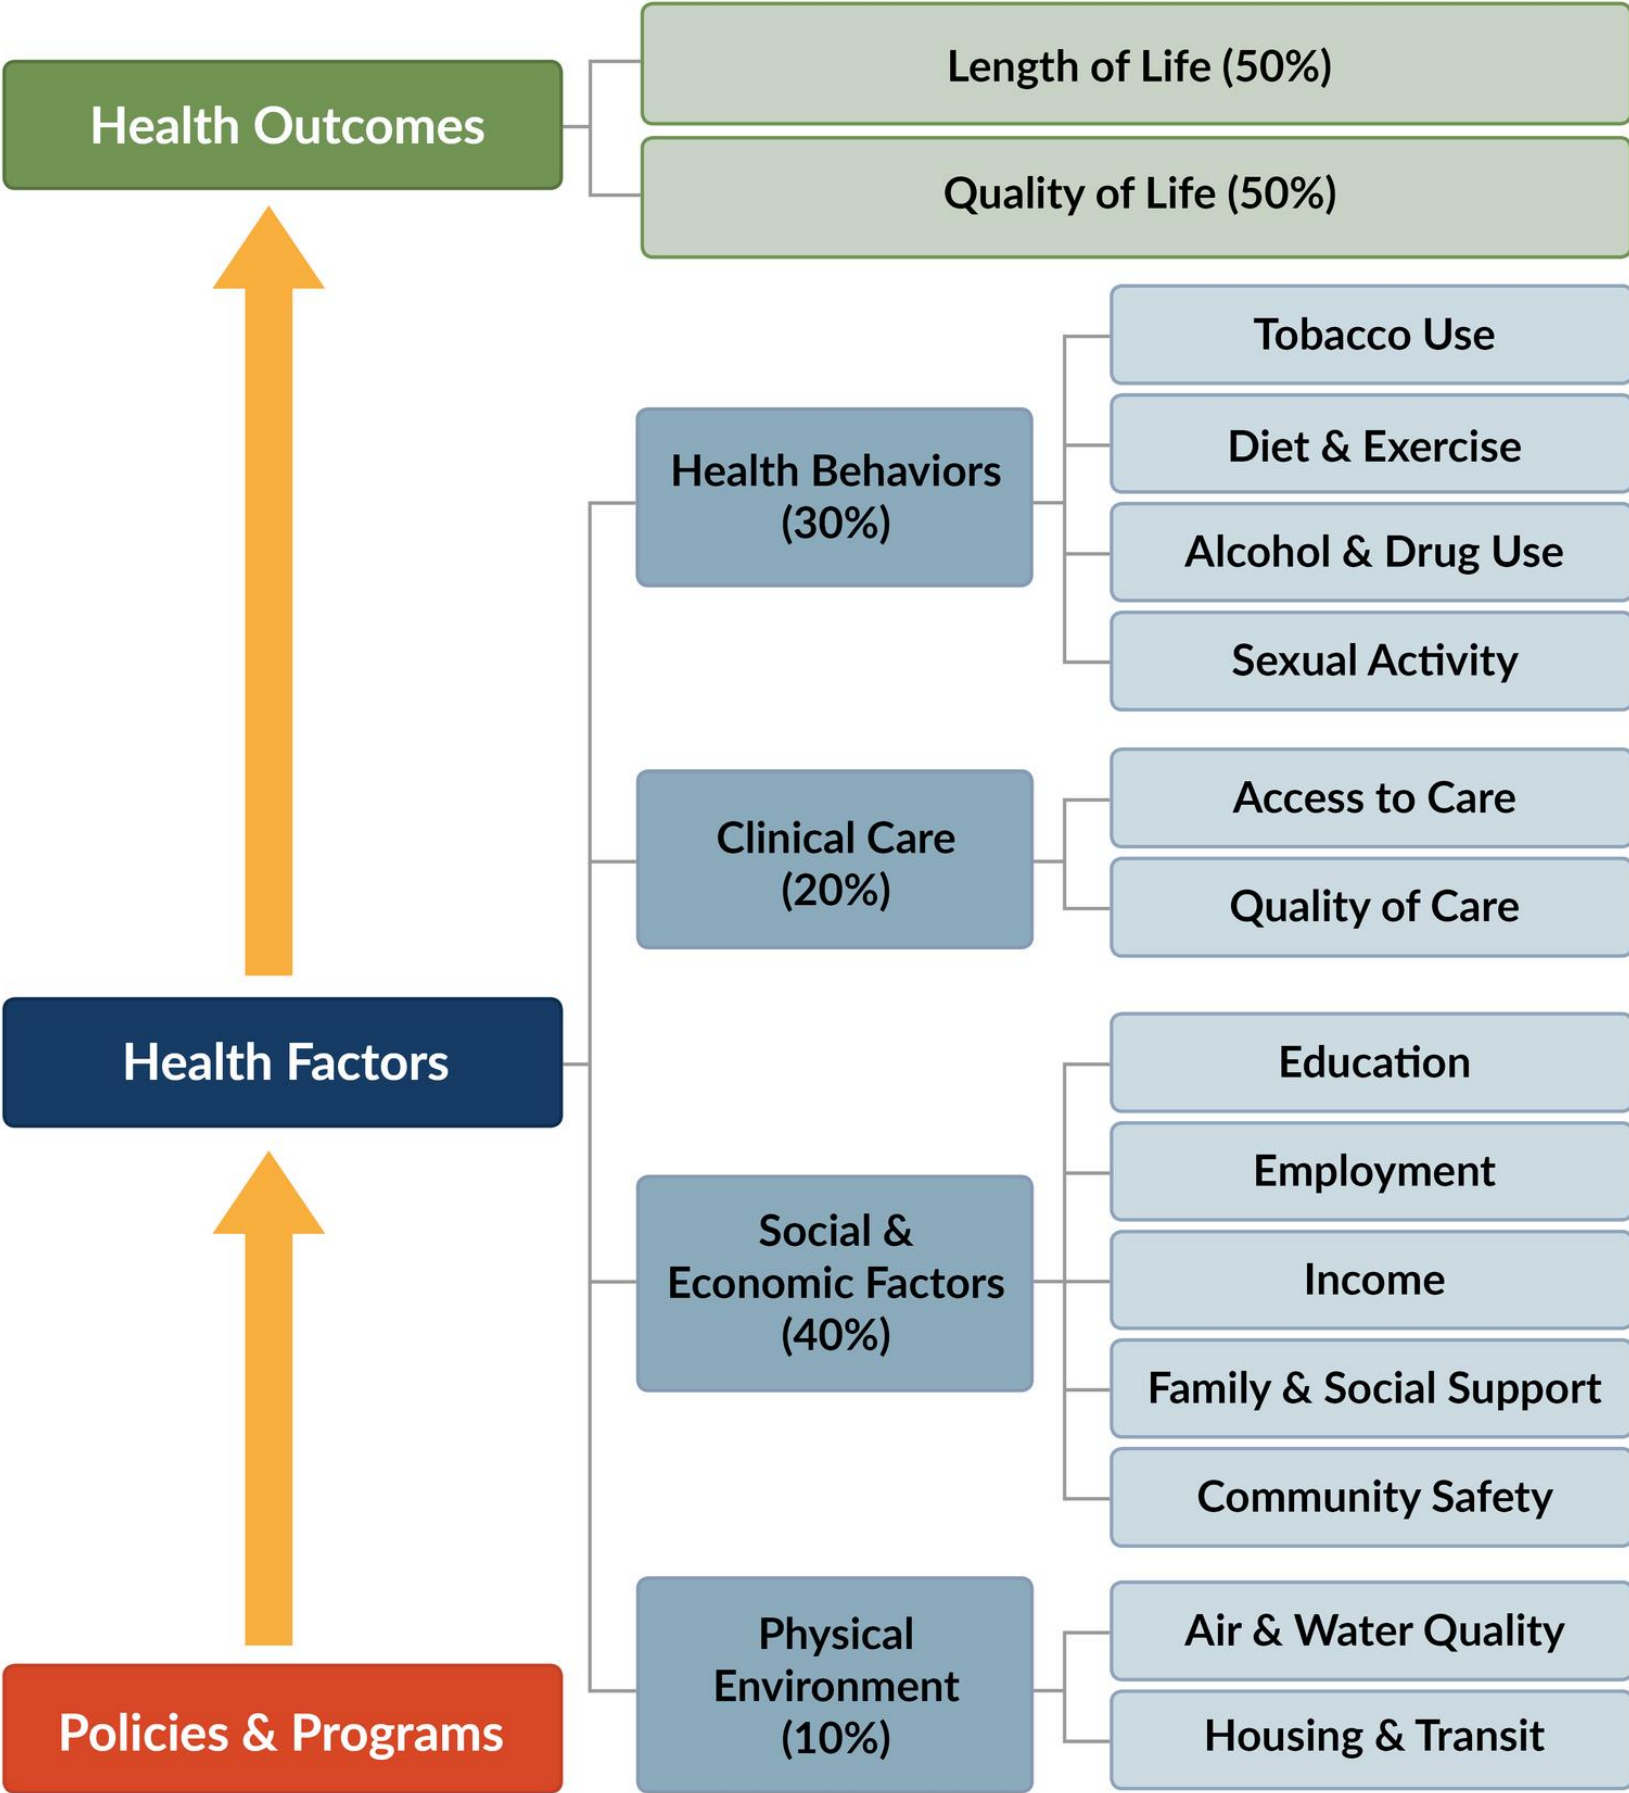 Health Outcomes
Length of Life (50%)
Quality of Life (50%)
Health Factors
Health Behaviors
(30%)
Tobacco Use
Diet & Exercise
Alcohol & Drug Use
Sexual Activity
Clinical Care
(20%)
Access to Care
Quality of Care
Social &
Economic Factors
(40%)
Education
Employment
Income
Family & Social Support
Community Safety
Physical
Environment
(10%)
Air & Water Quality
Housing & Transit
Policies & Programs